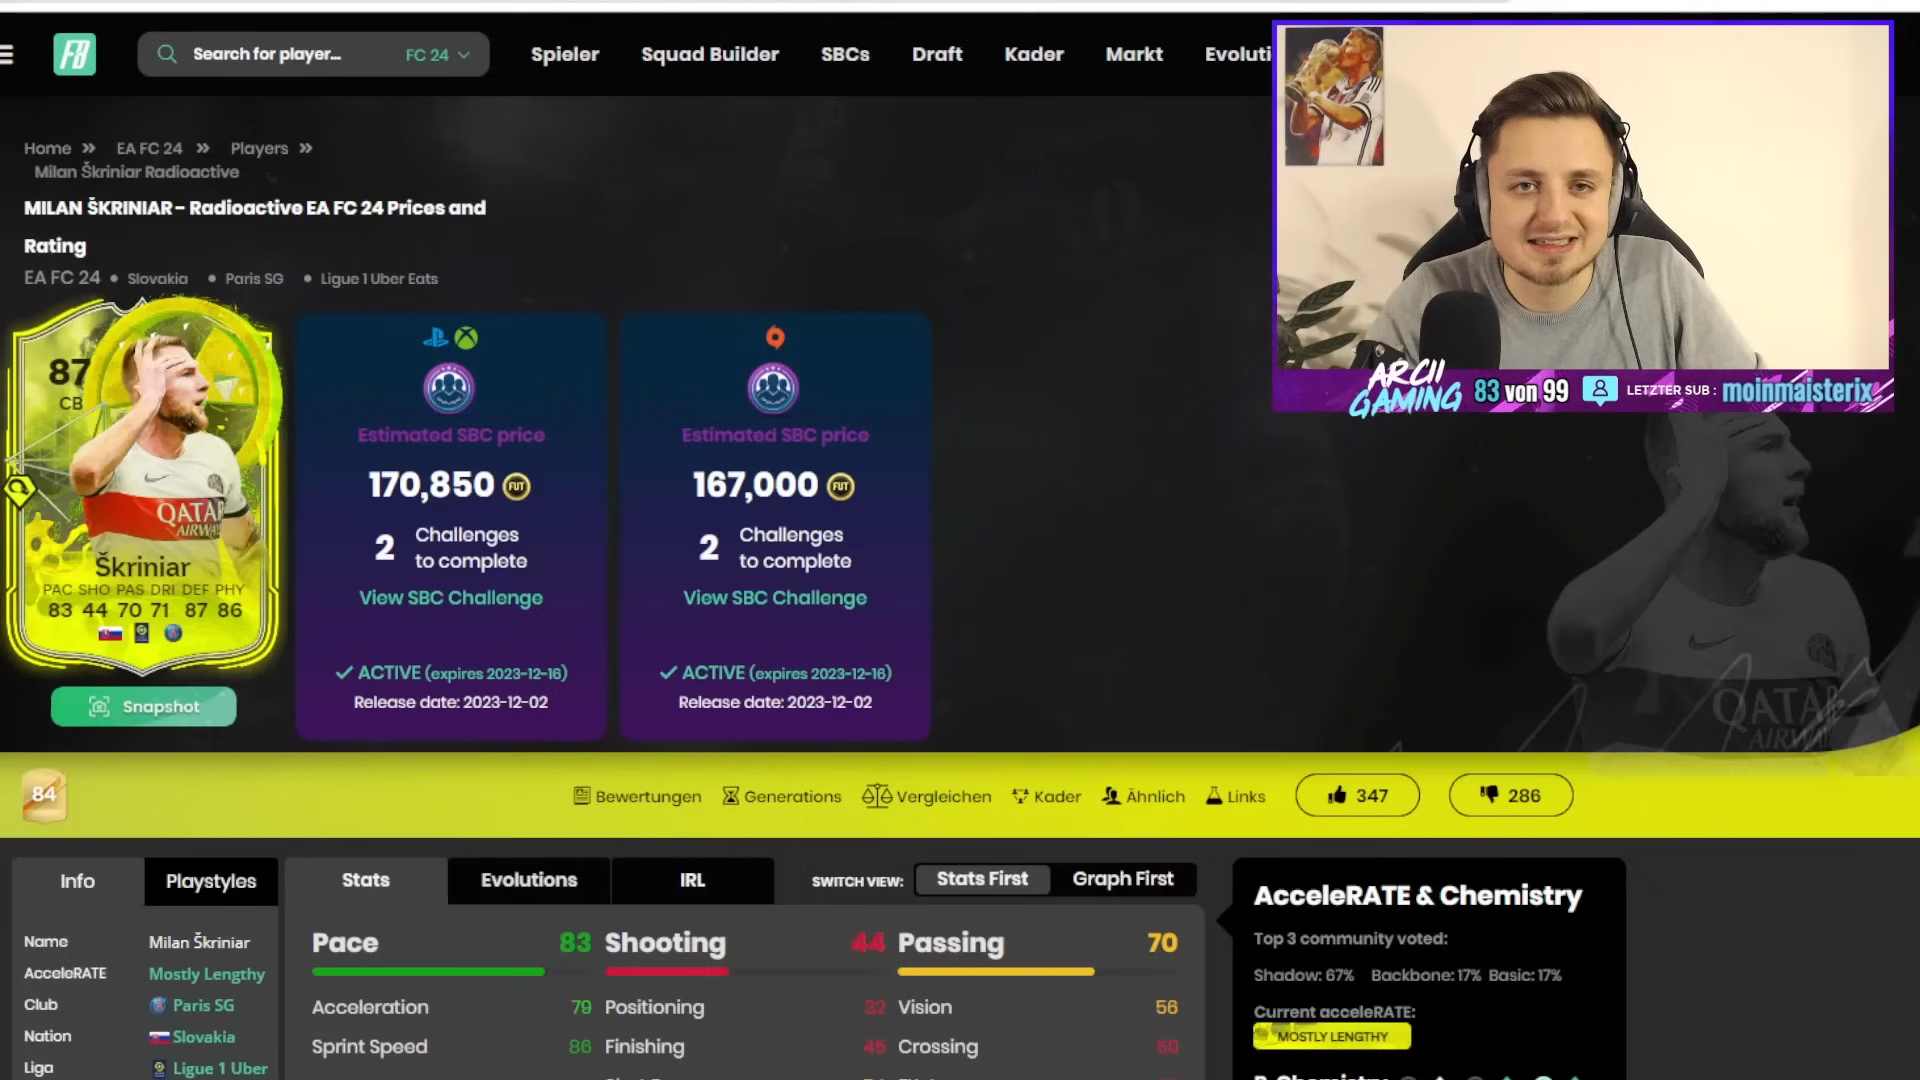 Search for player...
FC 24
Spieler
Squad Builder
SBCs
Draft
Kader
Markt
Home » EA FC 24 » Players »
Milan Škriniar Radioactive
MILAN ŠKRINIAR - Radioactive EA FC 24 Prices and
Rating
EA FC 24 • Slovakia • Paris SG • Ligue 1 Uber Eats
87
CB
QATAR
AIRWAY
Škriniar
PAC SHO PAS DRI DEF PHY
83 44 70 71 87 86
Snapshot
Estimated SBC price
170,850
FUT
2 Challenges
to complete
View SBC Challenge
ACTIVE (expires 2023-12-16)
Release date: 2023-12-02
Estimated SBC price
167,000
FUT
2 Challenges
to complete
View SBC Challenge
ACTIVE (expires 2023-12-16)
Release date: 2023-12-02
ARCII
GAMING
83 von 99
LETZTER SUB :
moinmaisterix
QATAR
AIRWA
84
Bewertungen
Generations
Vergleichen
Kader
Ähnlich
Links
347
286
Info
Playstyles
Name Milan Škriniar
AcceleRATE Mostly Lengthy
Club Paris SG
Nation Slovakia
Liga Ligue 1 Uber
Stats
Evolutions
IRL
SWITCH VIEW:
Stats First
Graph First
Pace 83
Acceleration 79
Sprint Speed 86
Shooting 44
Positioning 32
Finishing 45
Passing 70
Vision 56
Crossing 50
AcceleRATE & Chemistry
Top 3 community voted:
Shadow: 67% Backbone: 17% Basic: 17%
Current acceleRATE:
MOSTLY LENGTHY